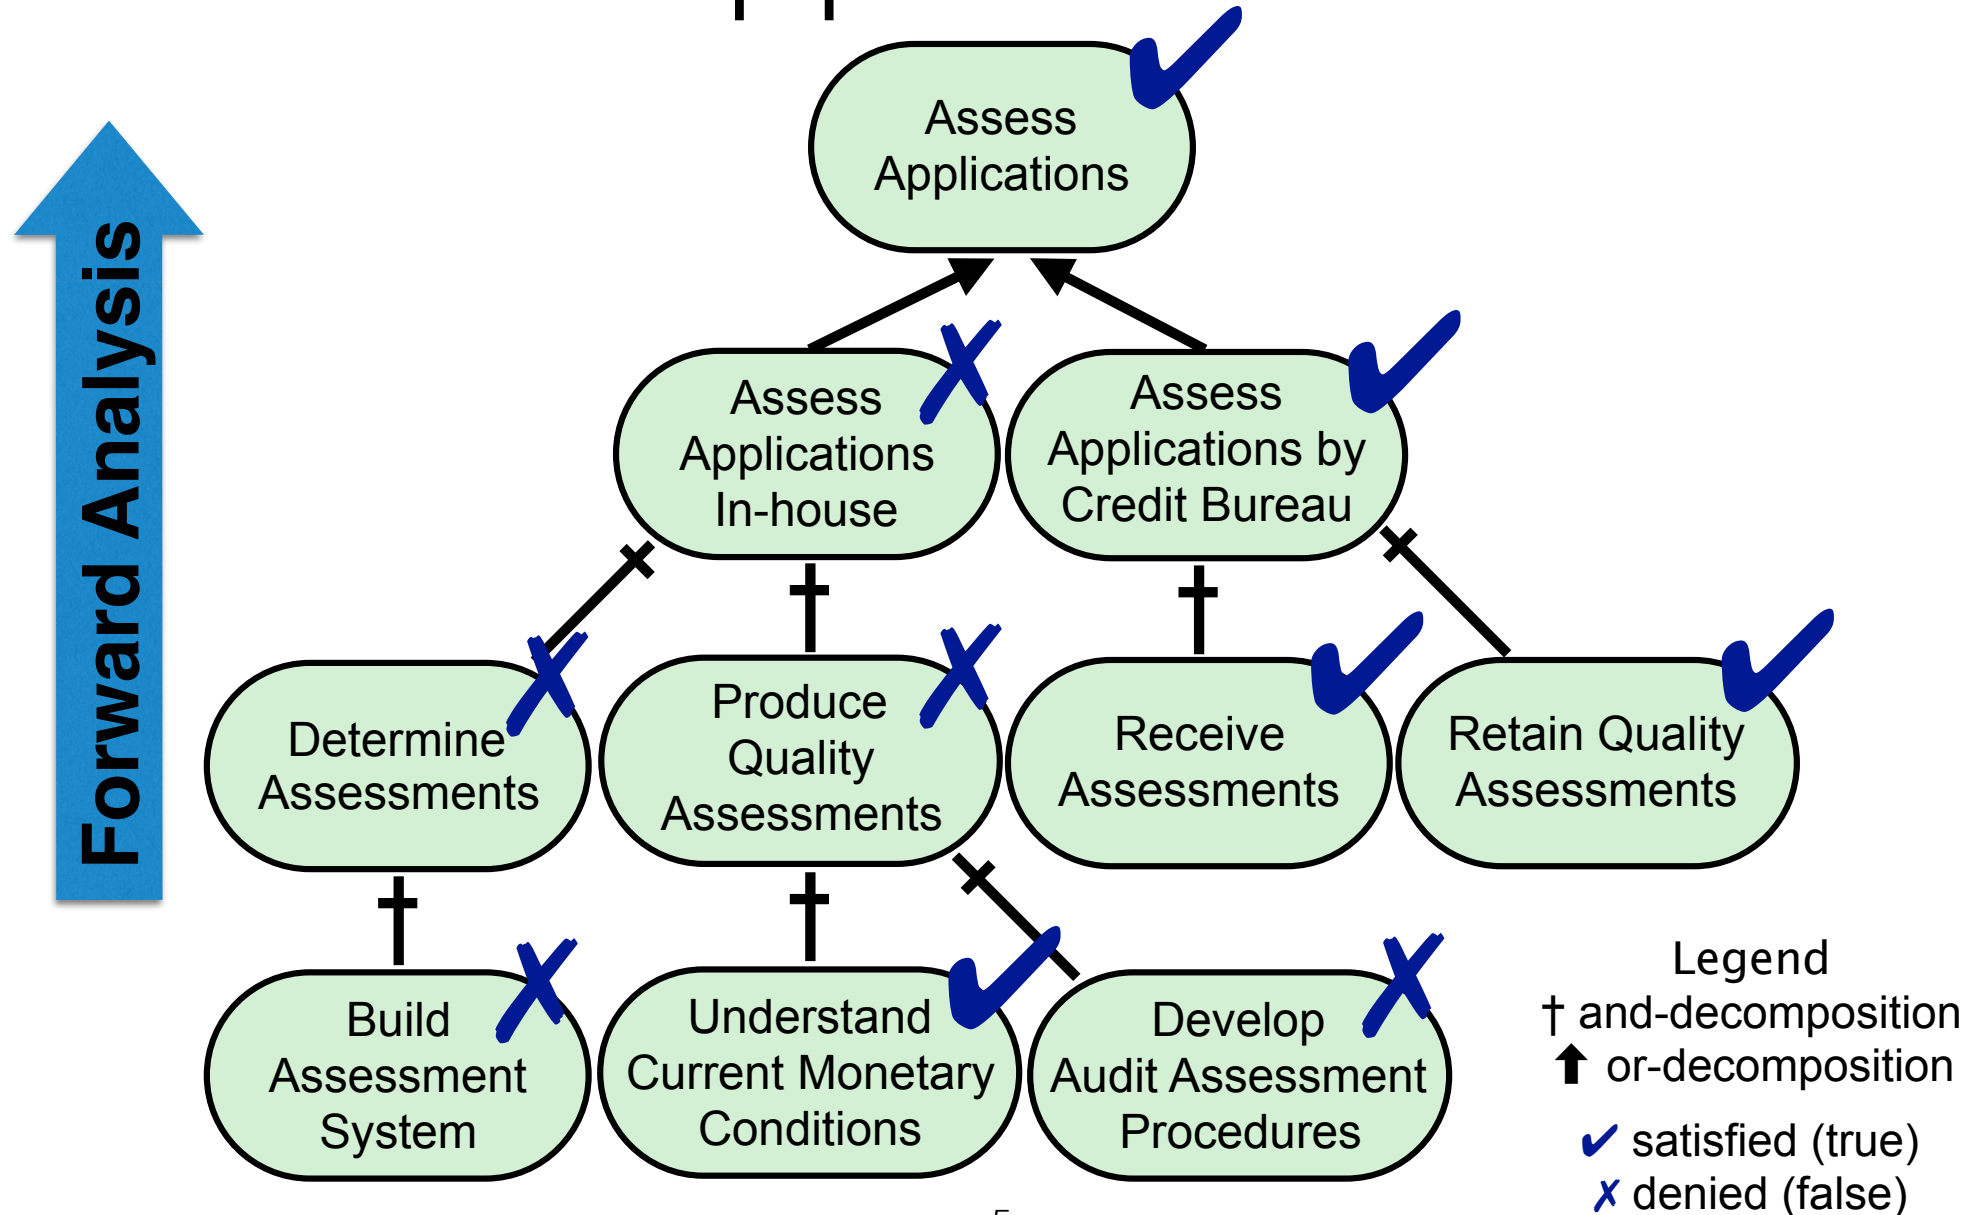 Forward Analysis
Assess
Applications
Assess
Applications
In-house
Assess
Applications by
Credit Bureau
Determine
Assessments
Produce
Quality
Assessments
Receive
Assessments
Retain Quality
Assessments
Build
Assessment
System
Understand
Current Monetary
Conditions
Develop
Audit Assessment
Procedures
Legend
† and-decomposition
⬆ or-decomposition
✔ satisfied (true)
✗ denied (false)